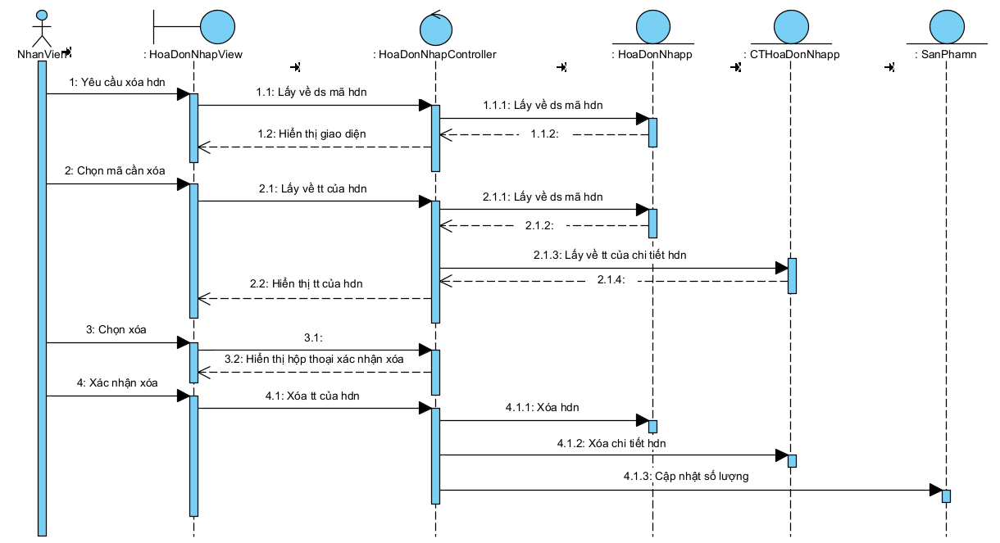 NhanVien
: HoaDonNhapView
: HoaDonNhapController
: HoaDonNhapp
: CTHoaDonNhapp
: SanPhamn
1: Yêu cầu xóa hdn
1.1: Lấy về ds mã hdn
1.1.1: Lấy về ds mã hdn
1.1.2:
1.2: Hiển thị giao diện
2: Chọn mã cần xóa
2.1: Lấy về tt của hdn
2.1.1: Lấy về ds mã hdn
2.1.2:
2.1.3: Lấy về tt của chi tiết hdn
2.1.4:
2.2: Hiển thị tt của hdn
3: Chọn xóa
3.1:
3.2: Hiển thị hộp thoại xác nhận xóa
4: Xác nhận xóa
4.1: Xóa tt của hdn
4.1.1: Xóa hdn
4.1.2: Xóa chi tiết hdn
4.1.3: Cập nhật số lượng